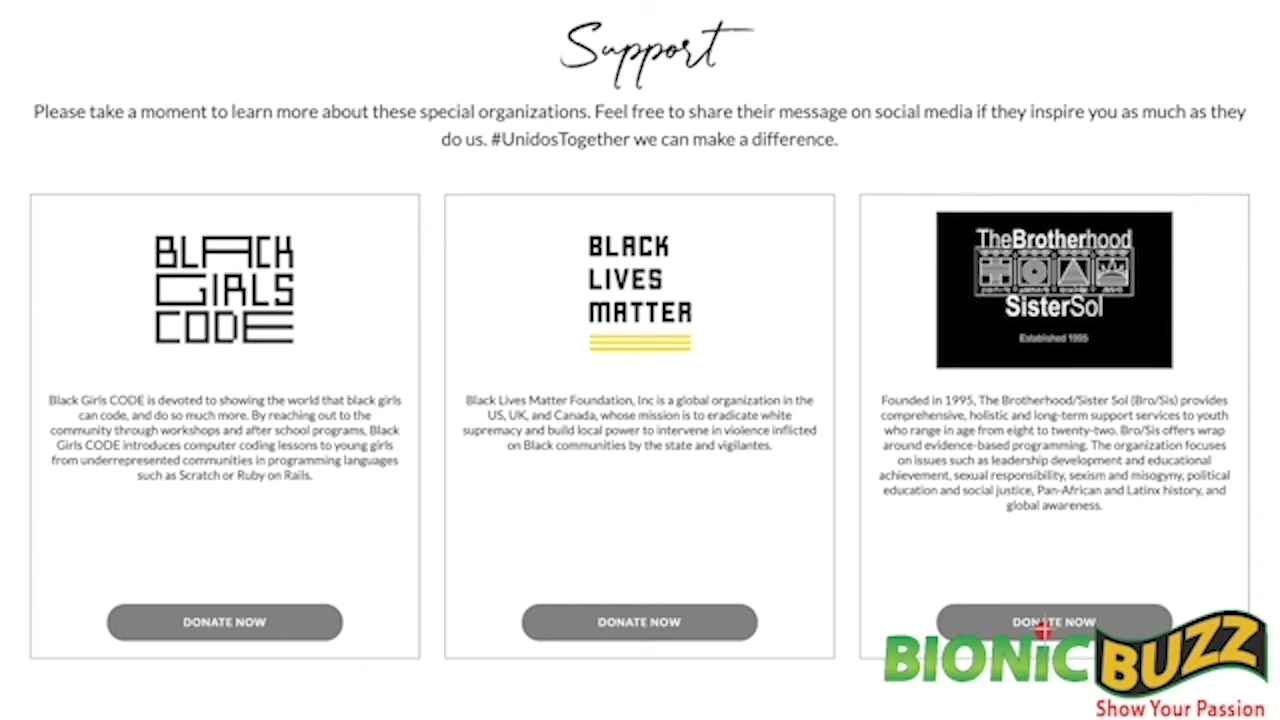 Support
Please take a moment to learn more about these special organizations. Feel free to share their message on social media if they inspire you as much as they
do us. #UnidosTogether we can make a difference.
BLACK
GIRLS
CODE
Black Girls CODE is devoted to showing the world that black girls
can code, and do so much more. By reaching out to the
community through workshops and after school programs, Black
Girls CODE introduces computer coding lessons to young girls
from underrepresented communities in programming languages
such as Scratch or Ruby on Rails.
DONATE NOW
BLACK
LIVES
MATTER
Black Lives Matter Foundation, Inc is a global organization in the
US, UK, and Canada, whose mission is to eradicate white
supremacy and build local power to intervene in violence inflicted
on Black communities by the state and vigilantes.
DONATE NOW
TheBrotherhood
SisterSol
Established 1995
Founded in 1995, The Brotherhood/Sister Sol (Bro/Sis) provides
comprehensive, holistic and long-term support services to youth
who range in age from eight to twenty-two. Bro/Sis offers wrap
around evidence-based programming. The organization focuses
on issues such as leadership development and educational
achievement, sexual responsibility, sexism and misogyny, political
education and social justice, Pan-African and Latinx history, and
global awareness.
DONATE NOW
BIONiC BUZZ
Show Your Passion